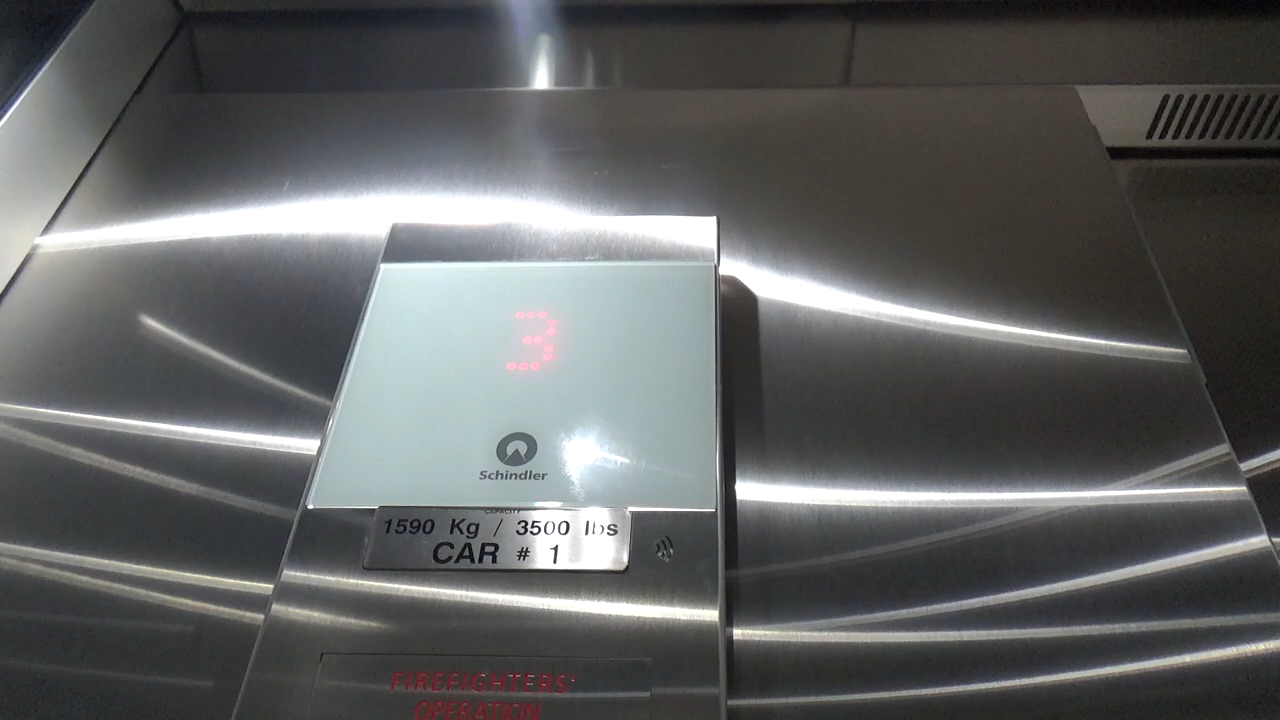 3
Schindler
CAPACITY
1590 Kg / 3500 lbs
CAR # 1
FIREFIGHTERS'
OPERATION